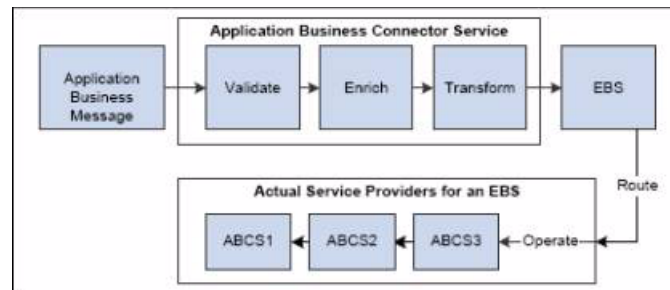 Application Business Connector Service
Application
Business
Message
Validate
Enrich
Transform
EBS
Route
Actual Service Providers for an EBS
ABCS1
ABCS2
ABCS3
Operate